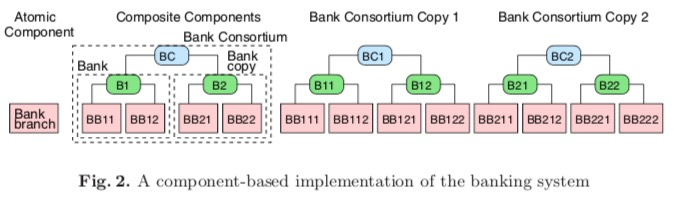 Atomic Component
Composite Components
Bank Consortium Copy 1
Bank Consortium Copy 2
Bank Consortium
Bank
Bank copy
BC
BC1
BC2
B1
B2
B11
B12
B21
B22
Bank branch
BB11
BB12
BB21
BB22
BB111
BB112
BB121
BB122
BB211
BB212
BB221
BB222
Fig. 2. A component-based implementation of the banking system